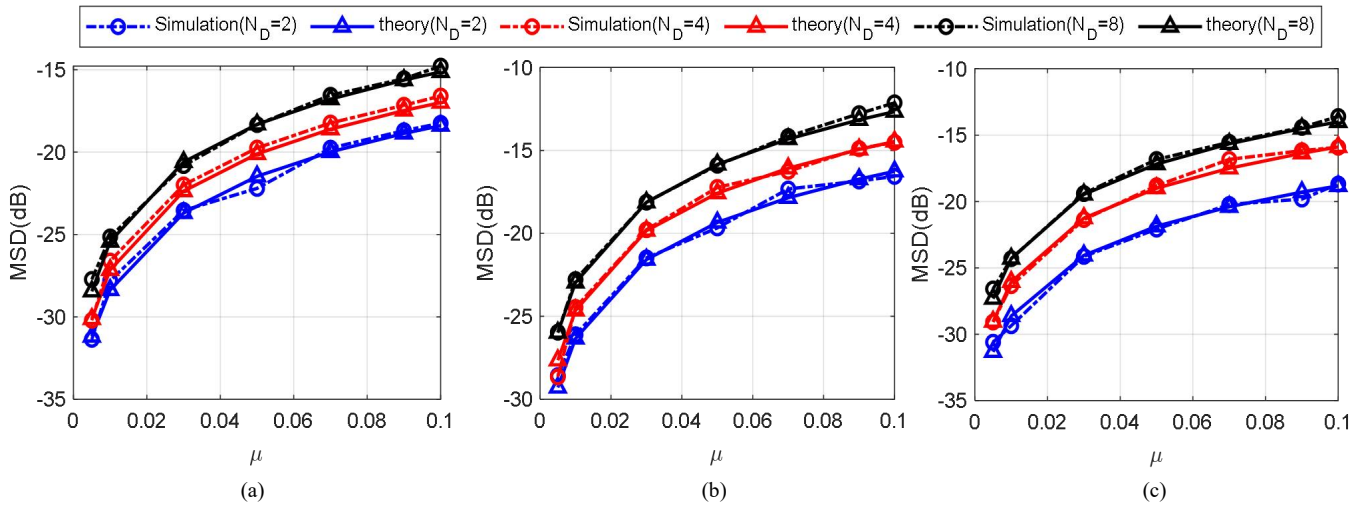 Simulation(N_D=2) theory(N_D=2) Simulation(N_D=4) theory(N_D=4) Simulation(N_D=8) theory(N_D=8)
MSD(dB)
-15
-20
-25
-30
-35
0 0.02 0.04 0.06 0.08 0.1
μ
(a)
MSD(dB)
-10
-15
-20
-25
-30
0 0.02 0.04 0.06 0.08 0.1
μ
(b)
MSD(dB)
-10
-15
-20
-25
-30
-35
0 0.02 0.04 0.06 0.08 0.1
μ
(c)